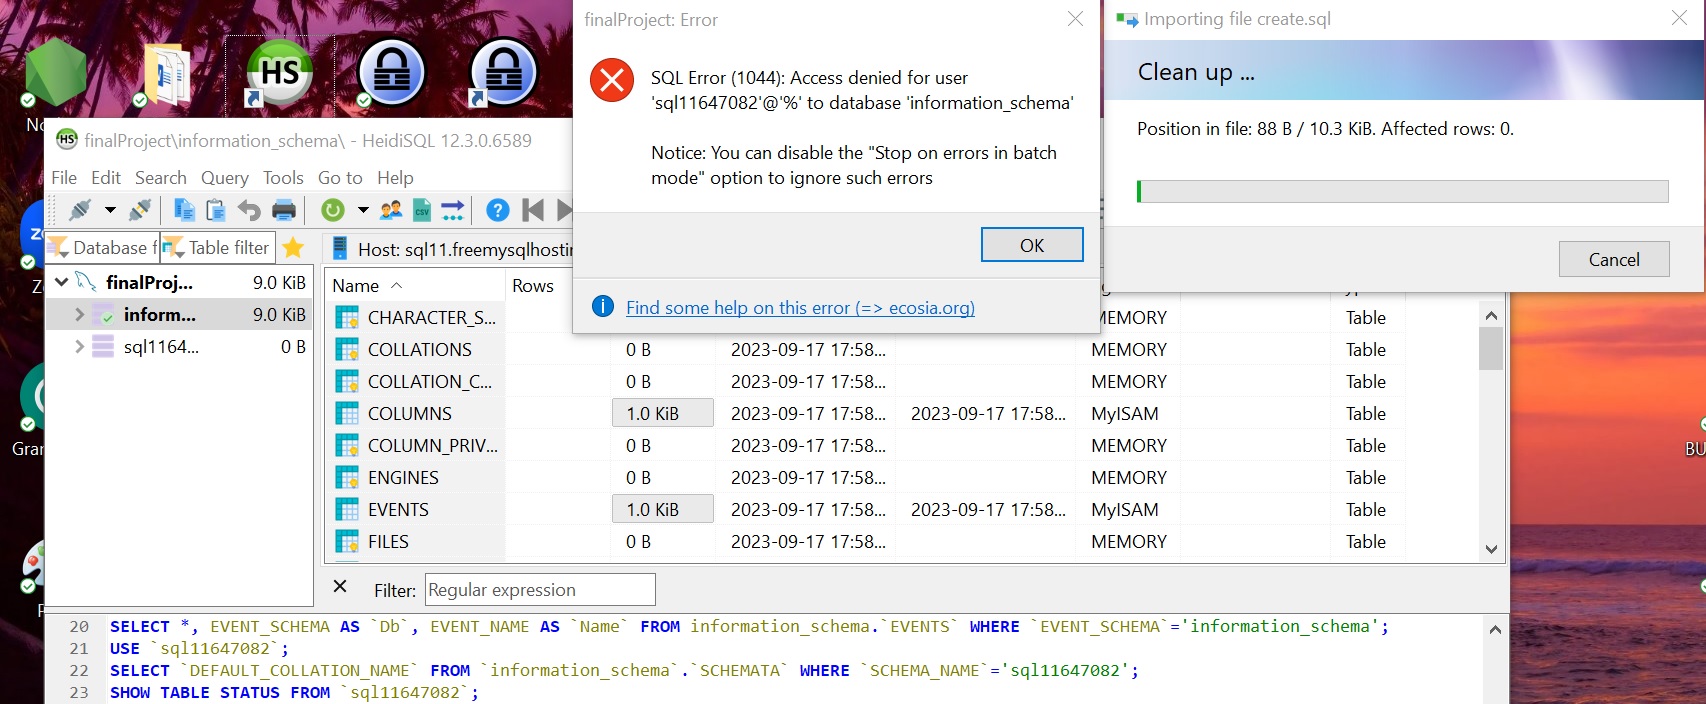 finalProject: Error
Importing file create.sql
Clean up ...
Position in file: 88 B / 10.3 KiB. Affected rows: 0.
Cancel
SQL Error (1044): Access denied for user
'sql11647082'@'%' to database 'information_schema'
Notice: You can disable the "Stop on errors in batch
mode" option to ignore such errors
OK
Find some help on this error (=> ecosia.org)
HS
HS finalProject\information_schema\ - HeidiSQL 12.3.0.6589
File Edit Search Query Tools Go to Help
CSV
Database f Table filter Host: sql11.freemysqlhostin
finalProj... 9.0 KiB
inform... 9.0 KiB
sql1164... 0 B
Name Rows
CHARACTER_S... MEMORY Table
COLLATIONS 0 B 2023-09-17 17:58... MEMORY Table
COLLATION_C... 0 B 2023-09-17 17:58... MEMORY Table
COLUMNS 1.0 KiB 2023-09-17 17:58... 2023-09-17 17:58... MyISAM Table
COLUMN_PRIV... 0 B 2023-09-17 17:58... MEMORY Table
ENGINES 0 B 2023-09-17 17:58... MEMORY Table
EVENTS 1.0 KiB 2023-09-17 17:58... 2023-09-17 17:58... MyISAM Table
FILES 0 B 2023-09-17 17:58... MEMORY Table
Filter: Regular expression
20 SELECT *, EVENT_SCHEMA AS `Db`, EVENT_NAME AS `Name` FROM information_schema.`EVENTS` WHERE `EVENT_SCHEMA`='information_schema';
21 USE `sql11647082`;
22 SELECT `DEFAULT_COLLATION_NAME` FROM `information_schema`.`SCHEMATA` WHERE `SCHEMA_NAME`='sql11647082';
23 SHOW TABLE STATUS FROM `sql11647082`;
Gran
BU